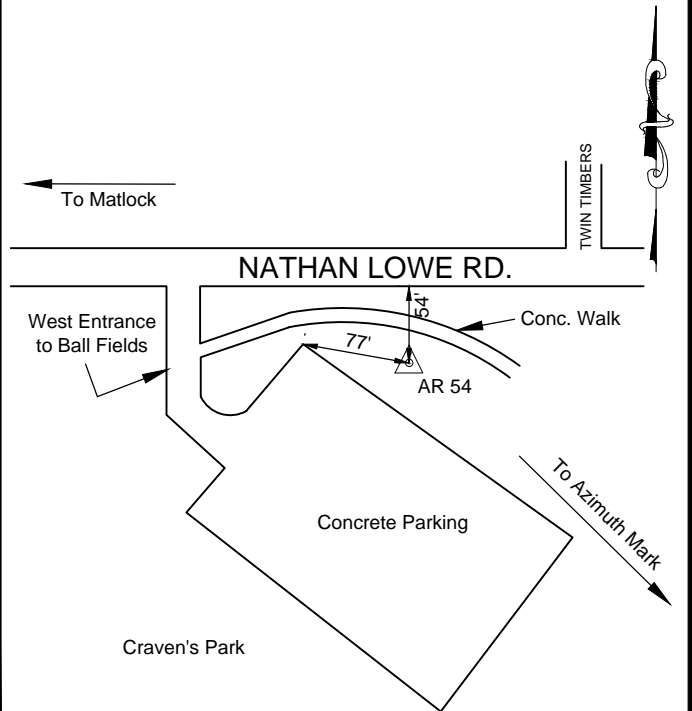 To Matlock
TWIN TIMBERS
NATHAN LOWE RD.
West Entrance
to Ball Fields
54'
Conc. Walk
77'
AR 54
To Azimuth Mark
Concrete Parking
Craven's Park